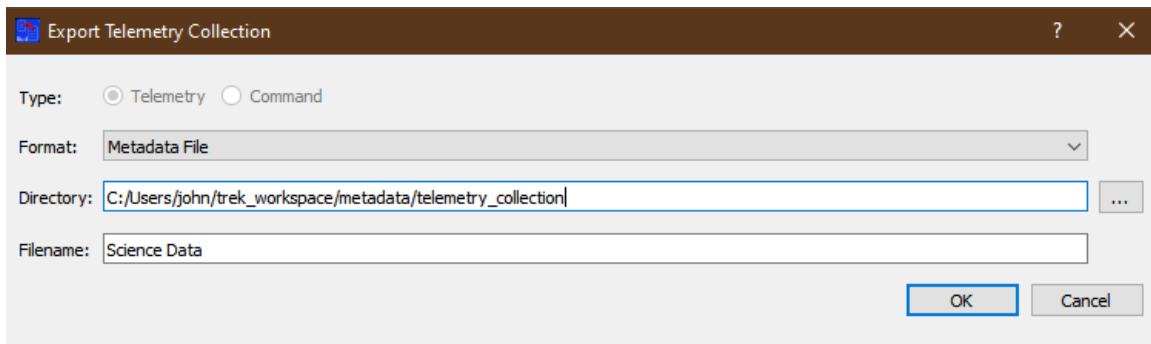 Export Telemetry Collection ? ×
Type: Telemetry Command
Format: Metadata File
Directory: C:/Users/john/trek_workspace/metadata/telemetry_collection ...
Filename: Science Data
OK Cancel